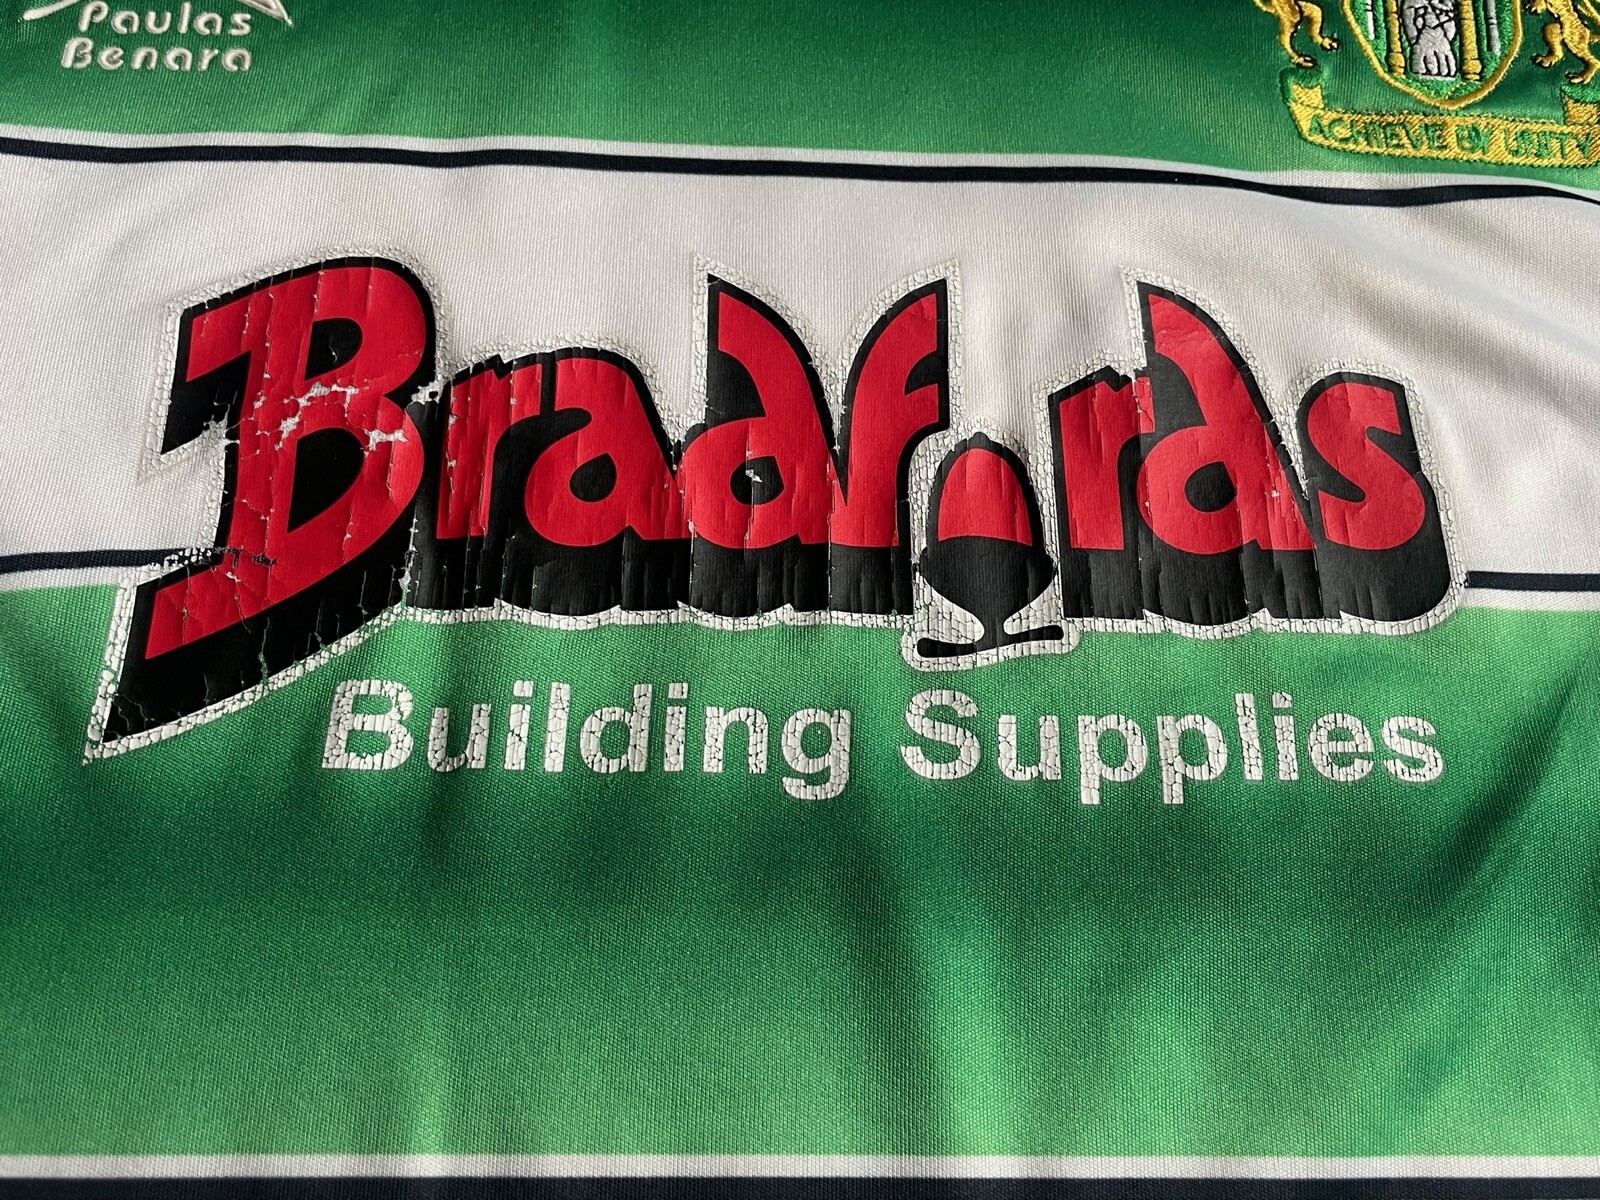 Paulas
Benara
ACHIEVE BY UNITY
Bradfords
Building Supplies